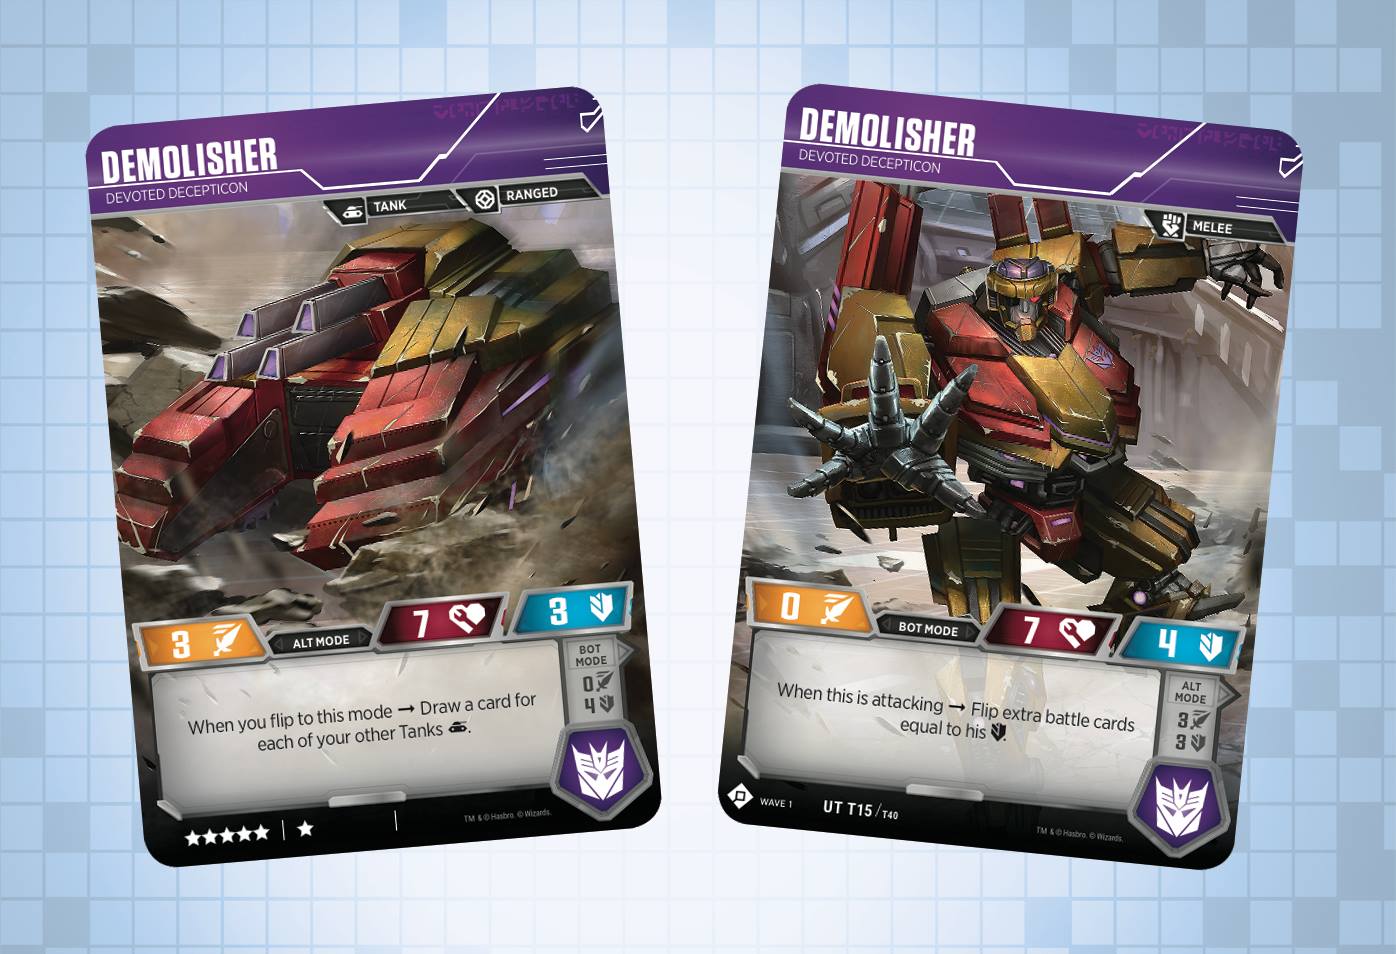 DEMOLISHER
DEVOTED DECEPTICON
TANK
RANGED
3
ALT MODE
7
3
When you flip to this mode → Draw a card for
each of your other Tanks .
BOT
MODE
0
4
TM & © Hasbro. © Wizards.
DEMOLISHER
DEVOTED DECEPTICON
MELEE
0
BOT MODE
7
4
When this is attacking → Flip extra battle cards
equal to his .
ALT
MODE
3
3
WAVE 1
UT T15/T40
TM & © Hasbro. © Wizards.